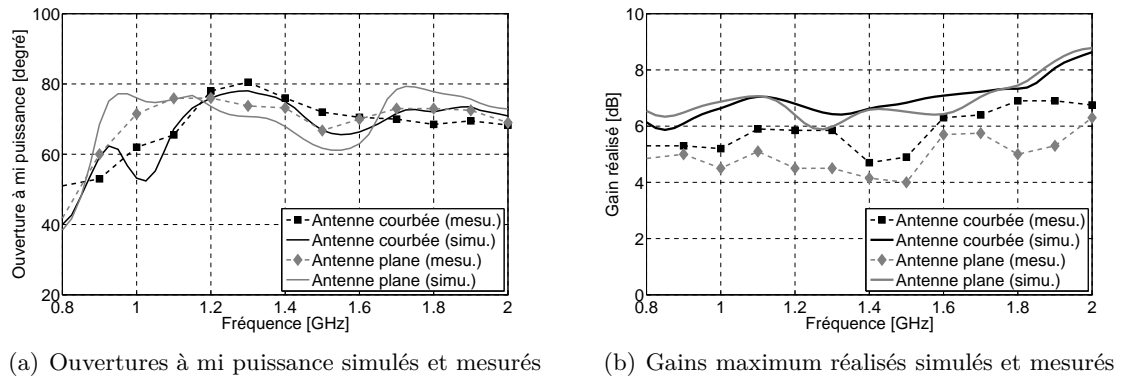 100
80
60
40
20
0.8 1 1.2 1.4 1.6 1.8 2
Ouverture à mi puissance [degré]
Fréquence [GHz]
Antenne courbée (mesu.)
Antenne courbée (simu.)
Antenne plane (mesu.)
Antenne plane (simu.)
(a) Ouvertures à mi puissance simulés et mesurés
10
8
6
4
2
0
0.8 1 1.2 1.4 1.6 1.8 2
Gain réalisé [dB]
Fréquence [GHz]
Antenne courbée (mesu.)
Antenne courbée (simu.)
Antenne plane (mesu.)
Antenne plane (simu.)
(b) Gains maximum réalisés simulés et mesurés